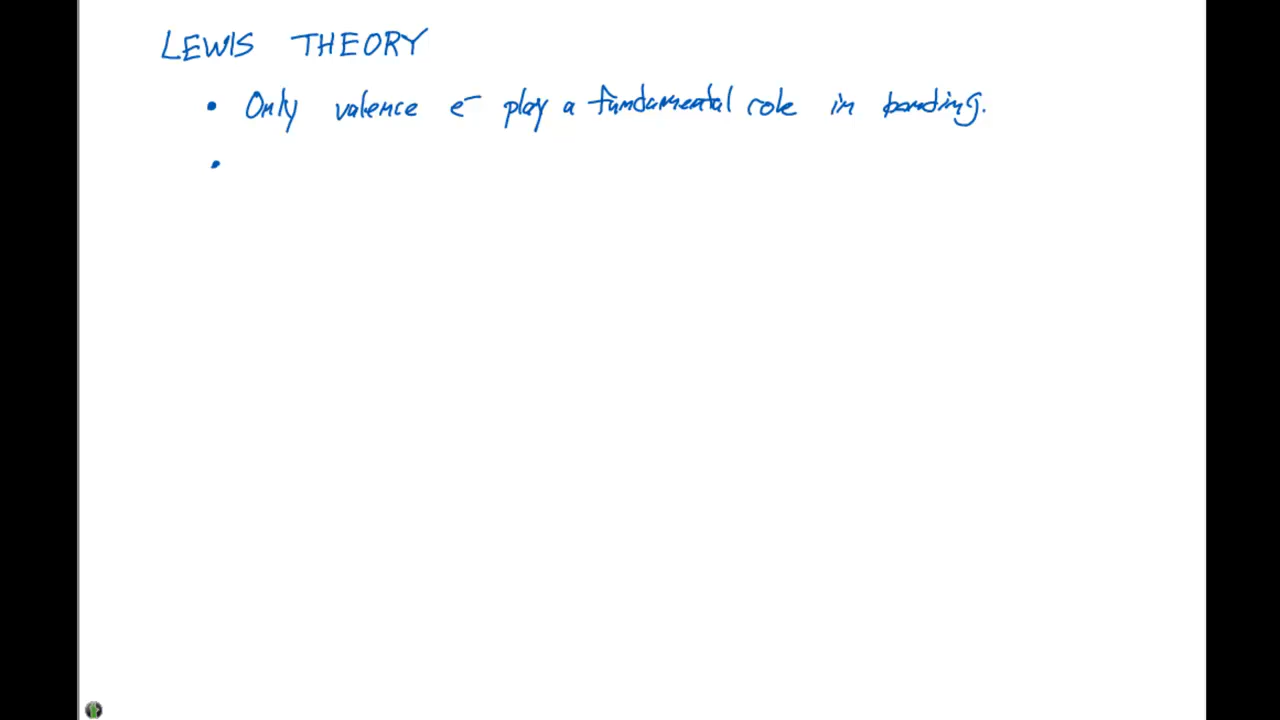 LEWIS THEORY
• Only valence e⁻ play a fundamental role in bonding.
•